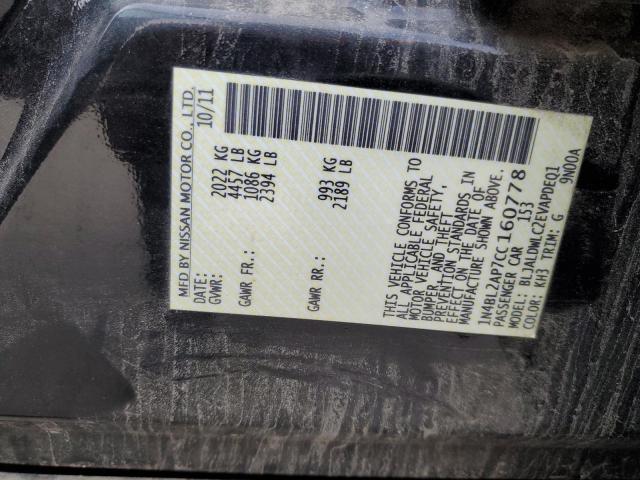 MFD BY NISSAN MOTOR CO., LTD.
DATE: 10/11
GVWR: 2022 KG
4457 LB
GAWR FR.: 1086 KG
2394 LB
GAWR RR.: 993 KG
2189 LB
THIS VEHICLE CONFORMS TO
ALL APPLICABLE FEDERAL
MOTOR VEHICLE SAFETY,
BUMPER, AND THEFT
PREVENTION STANDARDS IN
EFFECT ON THE DATE OF
MANUFACTURE SHOWN ABOVE.
1N4BL2AP7CC160778
PASSENGER CAR 153
MODEL: BLJALDWLC2EVAPDEQ1
COLOR: KH3 TRIM: G 9N00A